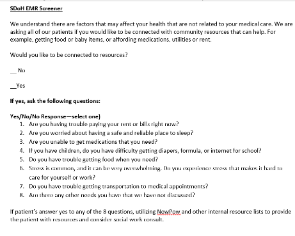 SDoH EMR Screener
We understand there are factors that may affect your health that are not related to your medical care. We are
asking all of our patients if you would like to be connected with community resources that can help. For
example, getting food or baby items, or affording medications, utilities or rent.
Would you like to be connected to resources?
__ No
__Yes
If yes, ask the following questions:
Yes/No/No Response—select one)
1. Are you having trouble paying your rent or bills right now?
2. Are you worried about having a safe and reliable place to sleep?
3. Are you unable to get medications that you need?
4. If you have children, do you have difficulty getting diapers, formula, or internet for school?
5. Do you have trouble getting food when you need?
6. Stress is common, and it can be very overwhelming. Do you experience stress that makes it hard to
care for yourself or work?
7. Do you have trouble getting transportation to medical appointments?
8. Are there any other needs you have that we have not discussed?
If patient's answer yes to any of the 8 questions, utilizing NowPow and other internal resource lists to provide
the patient with resources and consider social work consult.